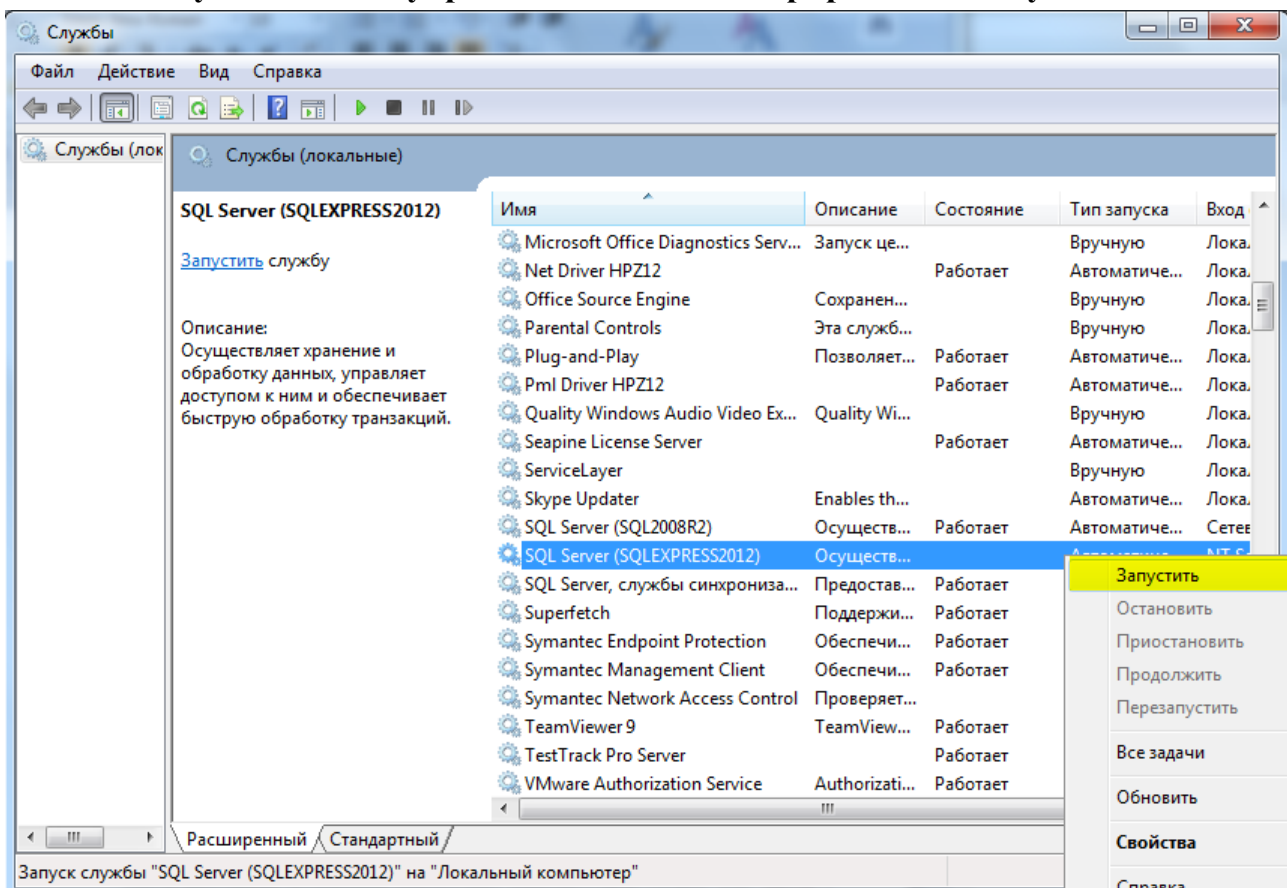 Службы
Файл Действие Вид Справка
Службы (лок
Службы (локальные)
SQL Server (SQLEXPRESS2012)
Запустить службу
Описание:
Осуществляет хранение и
обработку данных, управляет
доступом к ним и обеспечивает
быструю обработку транзакций.
Имя Описание Состояние Тип запуска Вход
Microsoft Office Diagnostics Serv... Запуск це... Вручную Лока
Net Driver HPZ12 Работает Автоматиче... Лока
Office Source Engine Сохранен... Вручную Лока
Parental Controls Эта служб... Вручную Лока
Plug-and-Play Позволяет... Работает Автоматиче... Лока
Pml Driver HPZ12 Работает Автоматиче... Лока
Quality Windows Audio Video Ex... Quality Wi... Вручную Лока
Seapine License Server Работает Автоматиче... Лока
ServiceLayer Вручную Лока
Skype Updater Enables th... Автоматиче... Лока
SQL Server (SQL2008R2) Осуществ... Работает Автоматиче... Сетев
SQL Server (SQLEXPRESS2012) Осуществ...
SQL Server, службы синхрониза... Предостав... Работает
Superfetch Поддержи... Работает
Symantec Endpoint Protection Обеспечи... Работает
Symantec Management Client Обеспечи... Работает
Symantec Network Access Control Проверяет...
TeamViewer 9 TeamView... Работает
TestTrack Pro Server Работает
VMware Authorization Service Authorizati... Работает
Запустить
Остановить
Приостановить
Продолжить
Перезапустить
Все задачи
Обновить
Свойства
Справка
Расширенный Стандартный
Запуск службы "SQL Server (SQLEXPRESS2012)" на "Локальный компьютер"